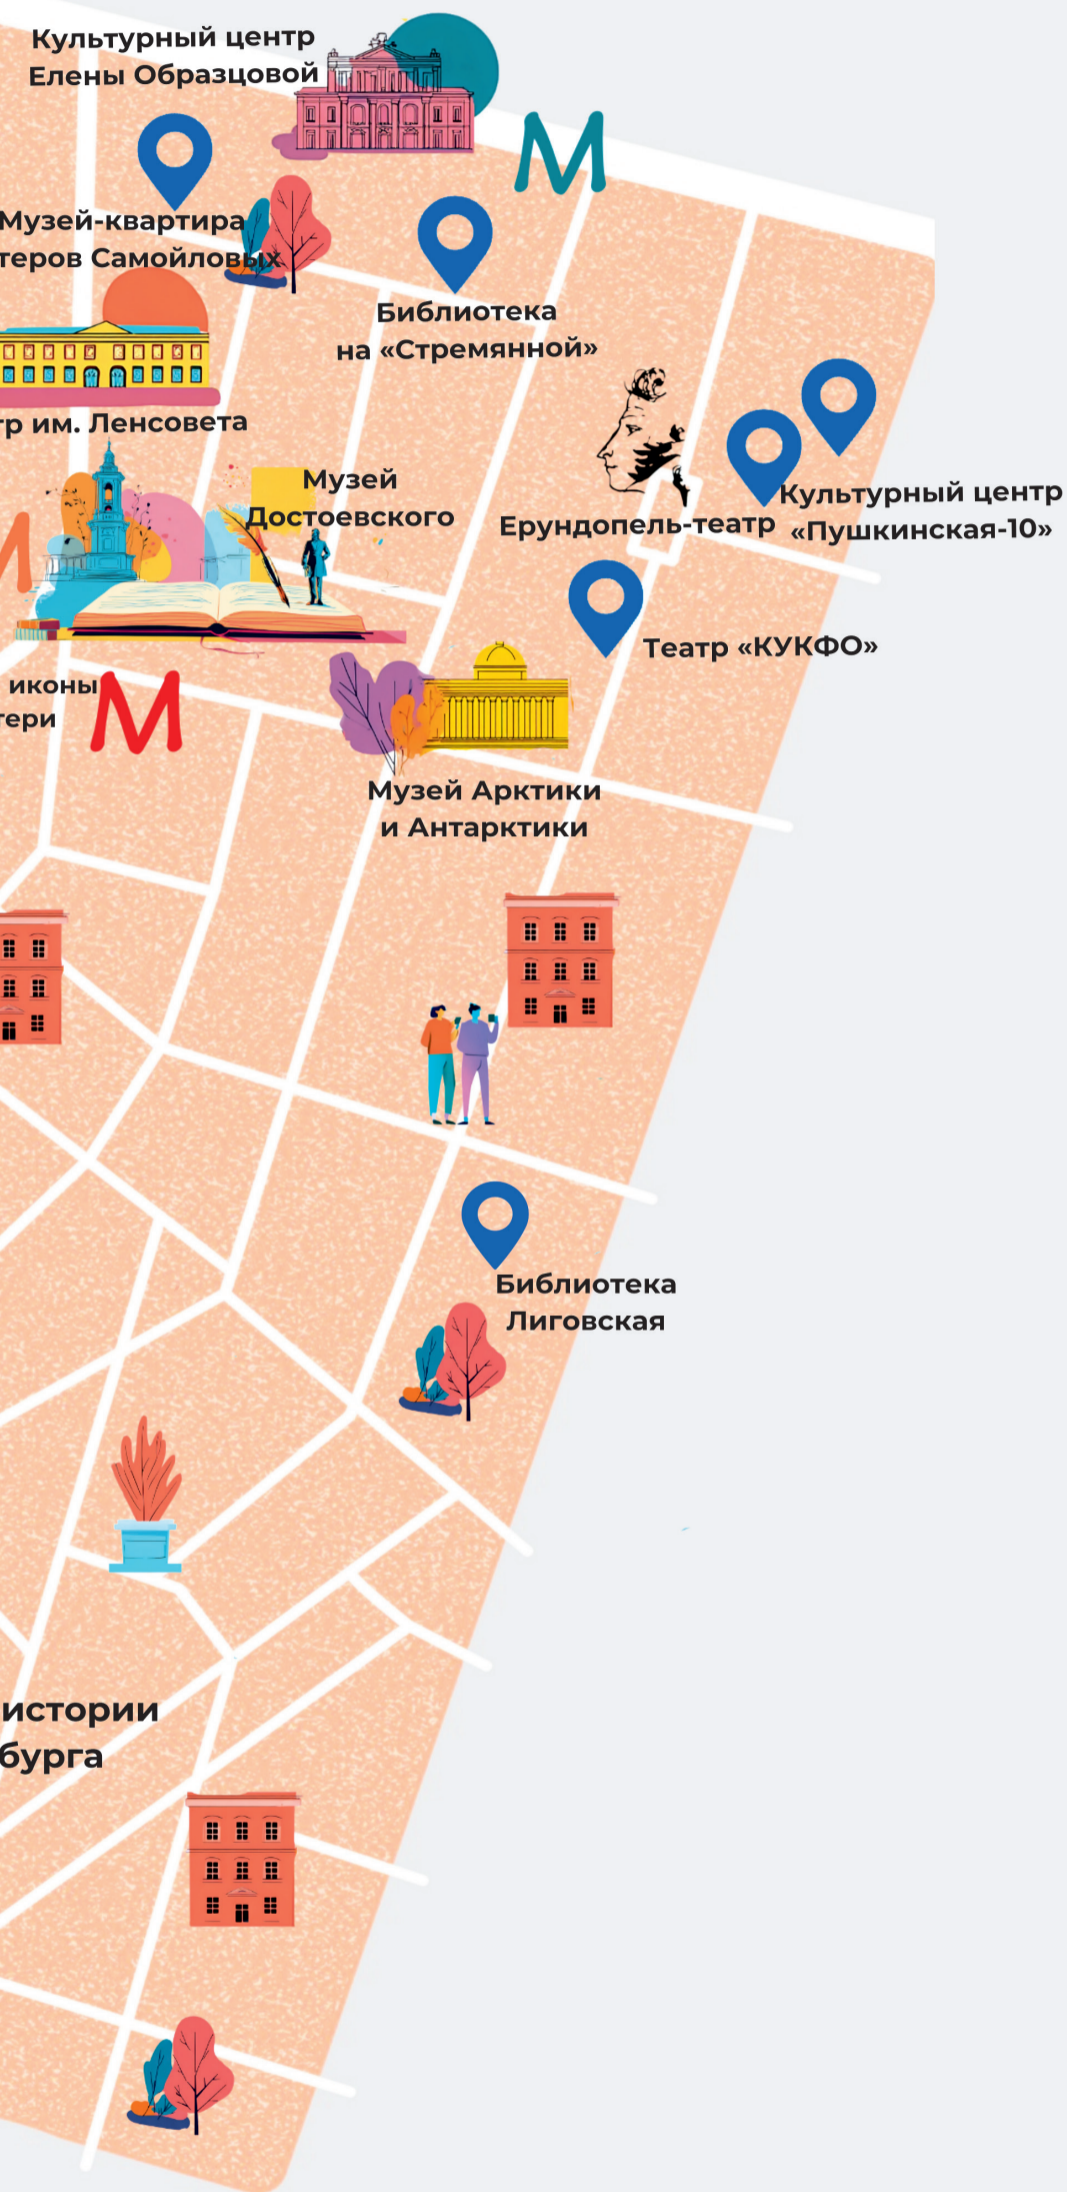 Культурный центр
Елены Образцовой
М
Музей-квартира
теров Самойловых
Библиотека
на «Стремянной»
тр им. Ленсовета
Музей
Достоевского
Культурный центр
«Пушкинская-10»
Ерундопель-театр
М
Театр «КУКФО»
иконы
тери
М
Музей Арктики
и Антарктики
Библиотека
Лиговская
истории
бурга